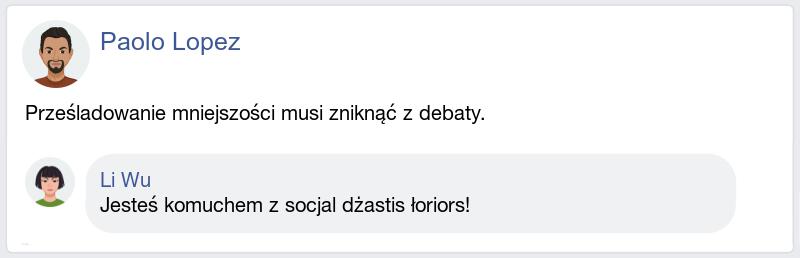 Paolo Lopez
Prześladowanie mniejszości musi zniknąć z debaty.
Li Wu
Jesteś komuchem z socjal dżastis łoriors!